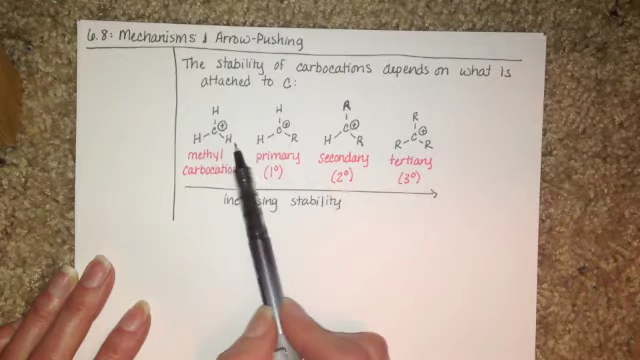 6.8: Mechanisms & Arrow-Pushing
The stability of carbocations depends on what is
attached to C:
H H R R
C ⊕ C ⊕ C ⊕ C ⊕
H H H R H R R R
methyl primary secondary tertiary
carbocation (1°) (2°) (3°)
increasing stability